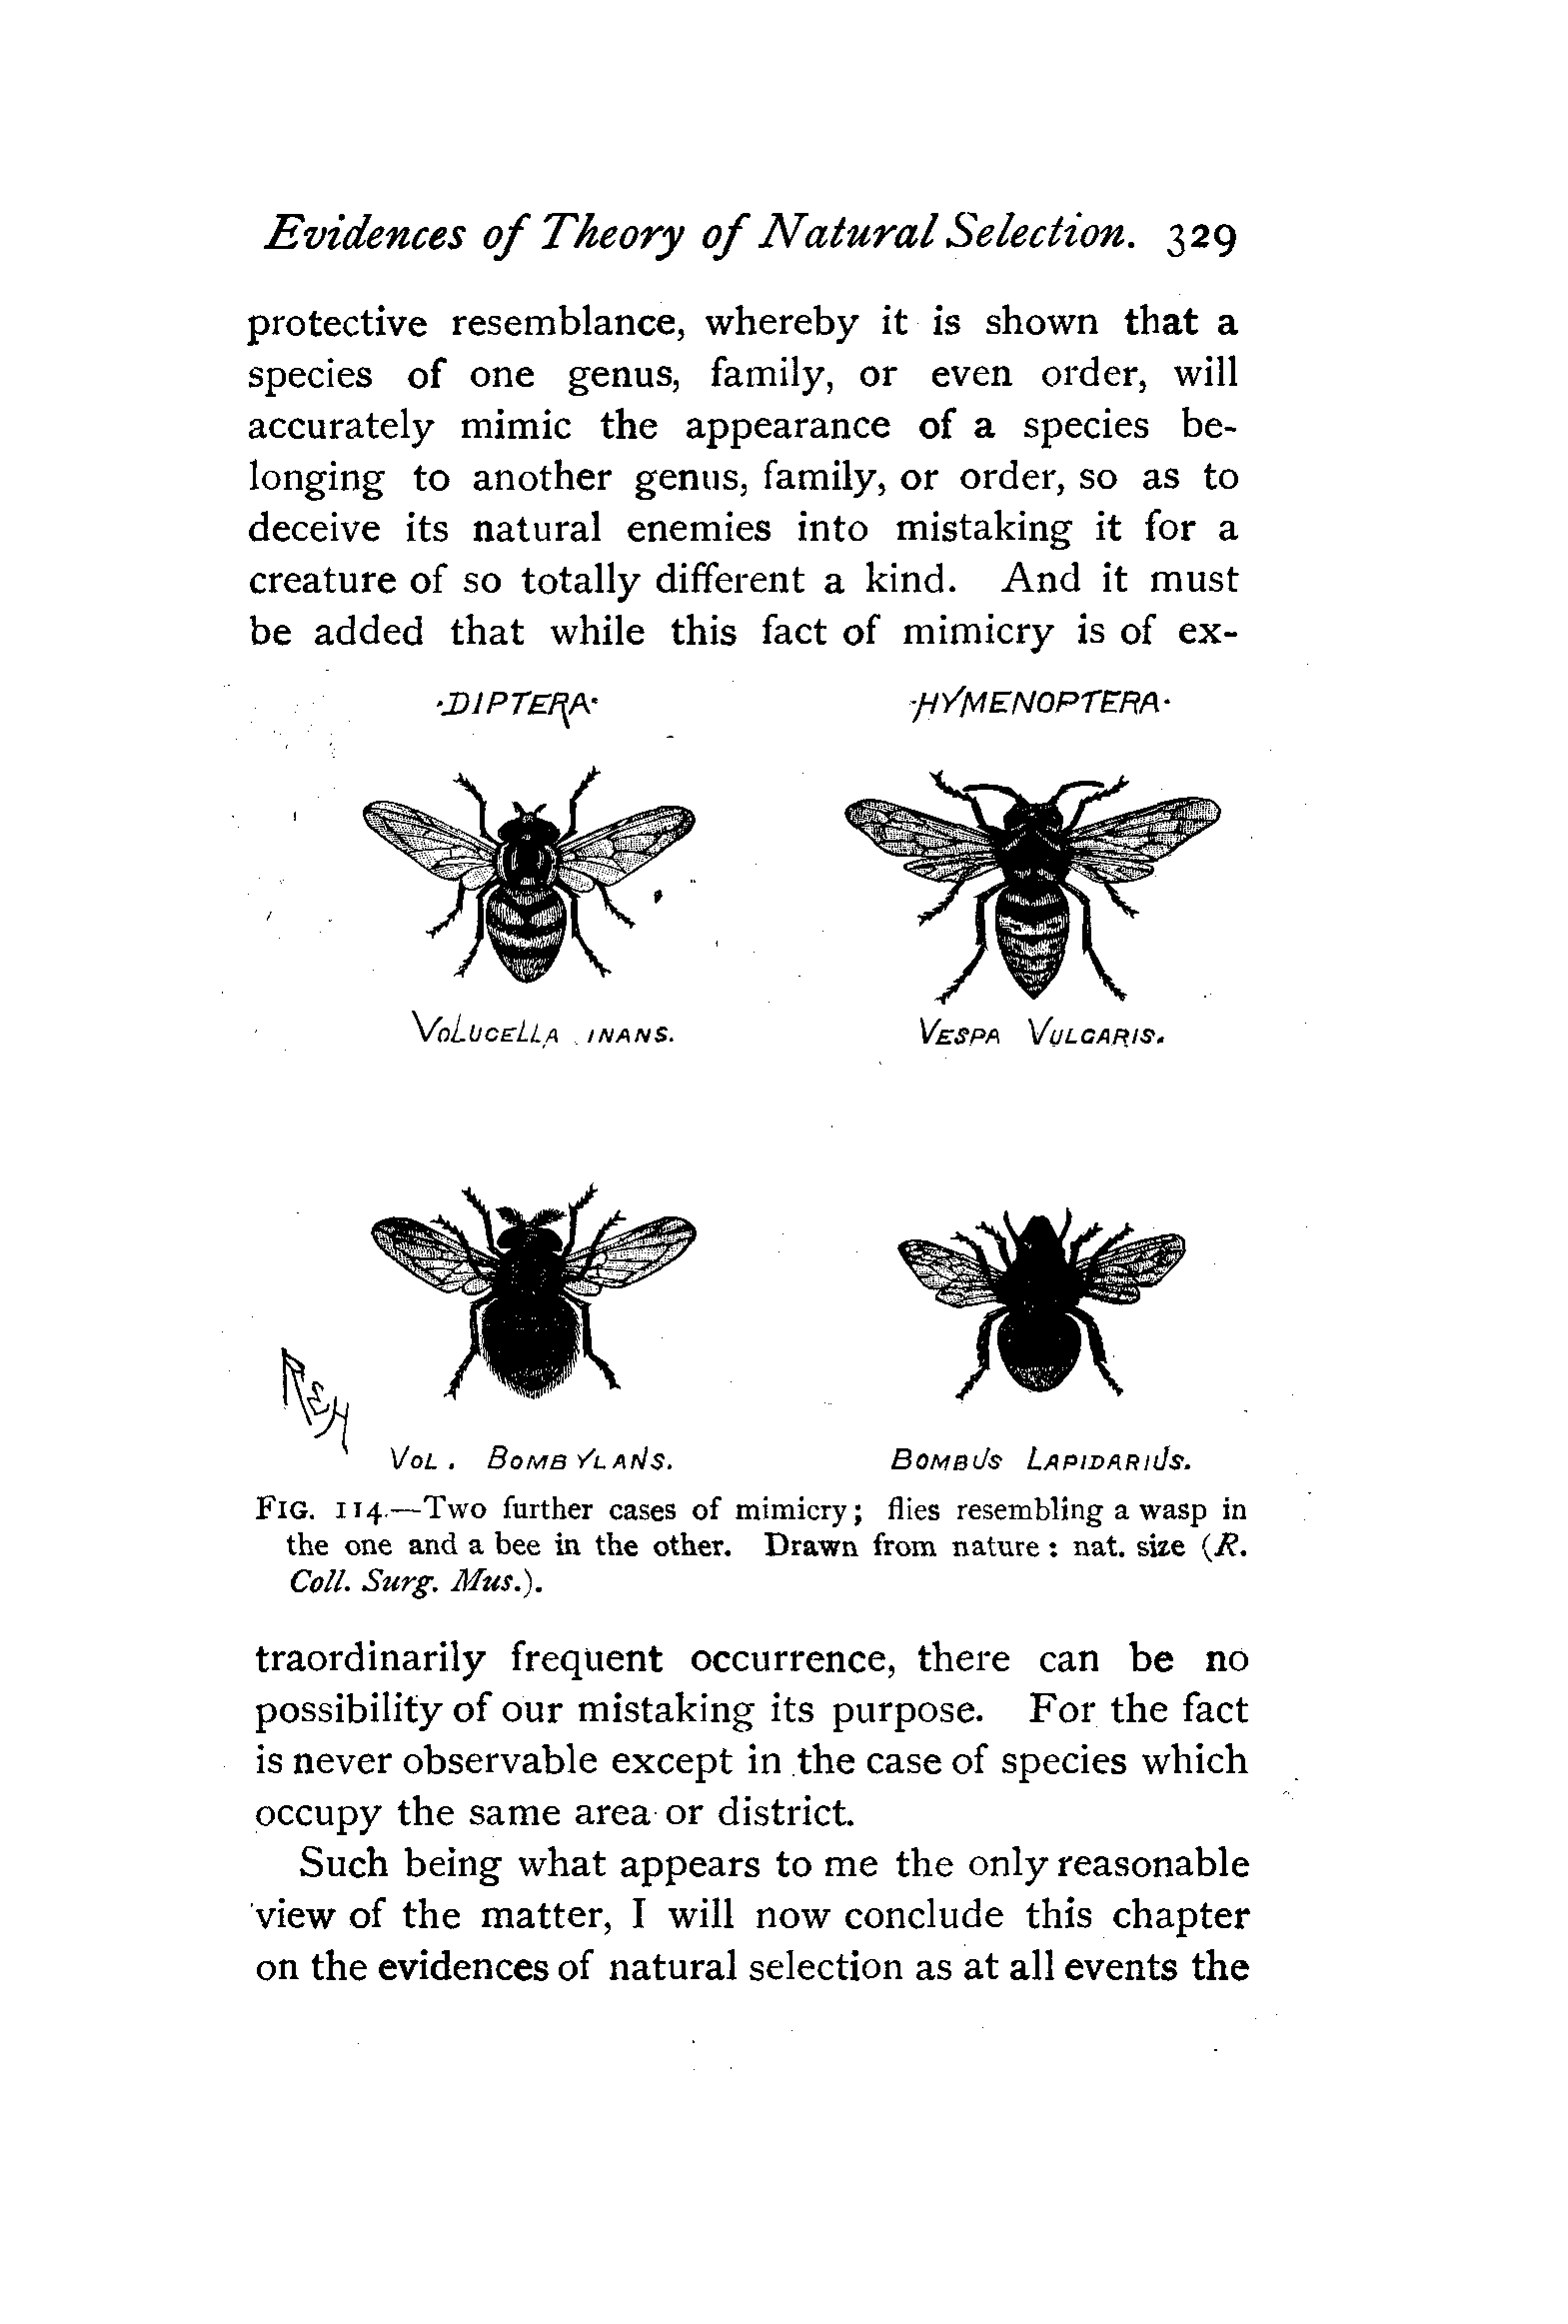 Evidences of Theory of Natural Selection. 329
protective resemblance, whereby it is shown that a
species of one genus, family, or even order, will
accurately mimic the appearance of a species be-
longing to another genus, family, or order, so as to
deceive its natural enemies into mistaking it for a
creature of so totally different a kind. And it must
be added that while this fact of mimicry is of ex-
·DIPTERA· ·HYMENOPTERA·
VOLUCELLA INANS. VESPA VULGARIS.
REH
VOL. BOMBYLANS. BOMBUS LAPIDARIUS.
FIG. 114.—Two further cases of mimicry; flies resembling a wasp in
the one and a bee in the other. Drawn from nature: nat. size (R.
Coll. Surg. Mus.).
traordinarily frequent occurrence, there can be no
possibility of our mistaking its purpose. For the fact
is never observable except in the case of species which
occupy the same area or district.
Such being what appears to me the only reasonable
view of the matter, I will now conclude this chapter
on the evidences of natural selection as at all events the